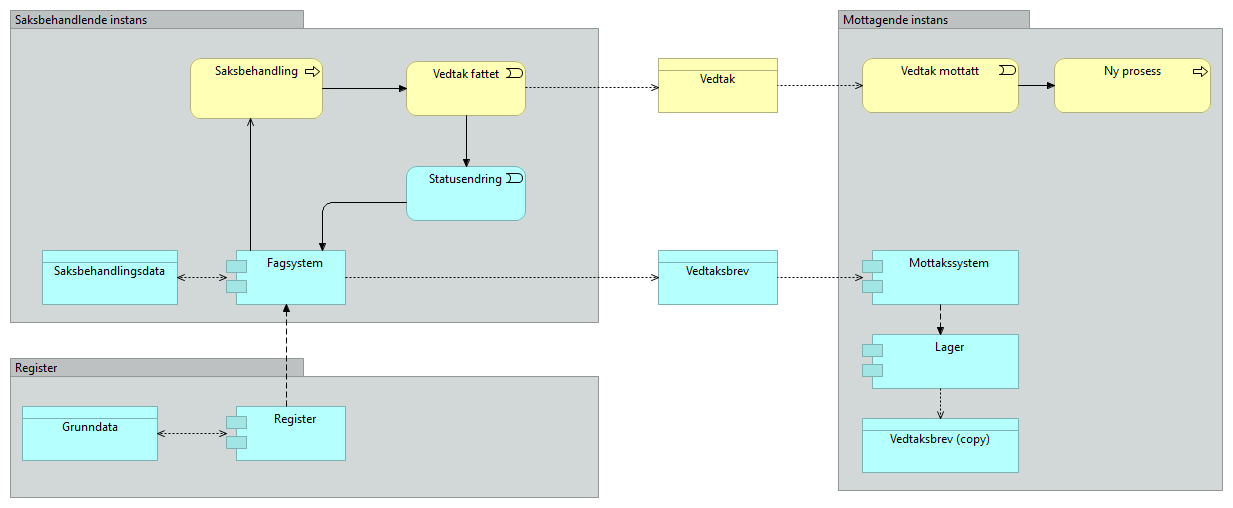 Saksbehandlende instans
Mottagende instans
Saksbehandling
Vedtak fattet
Vedtak
Vedtak mottatt
Ny prosess
Statusendring
Saksbehandlingsdata
Fagsystem
Vedtaksbrev
Mottakssystem
Lager
Register
Grunndata
Register
Vedtaksbrev (copy)